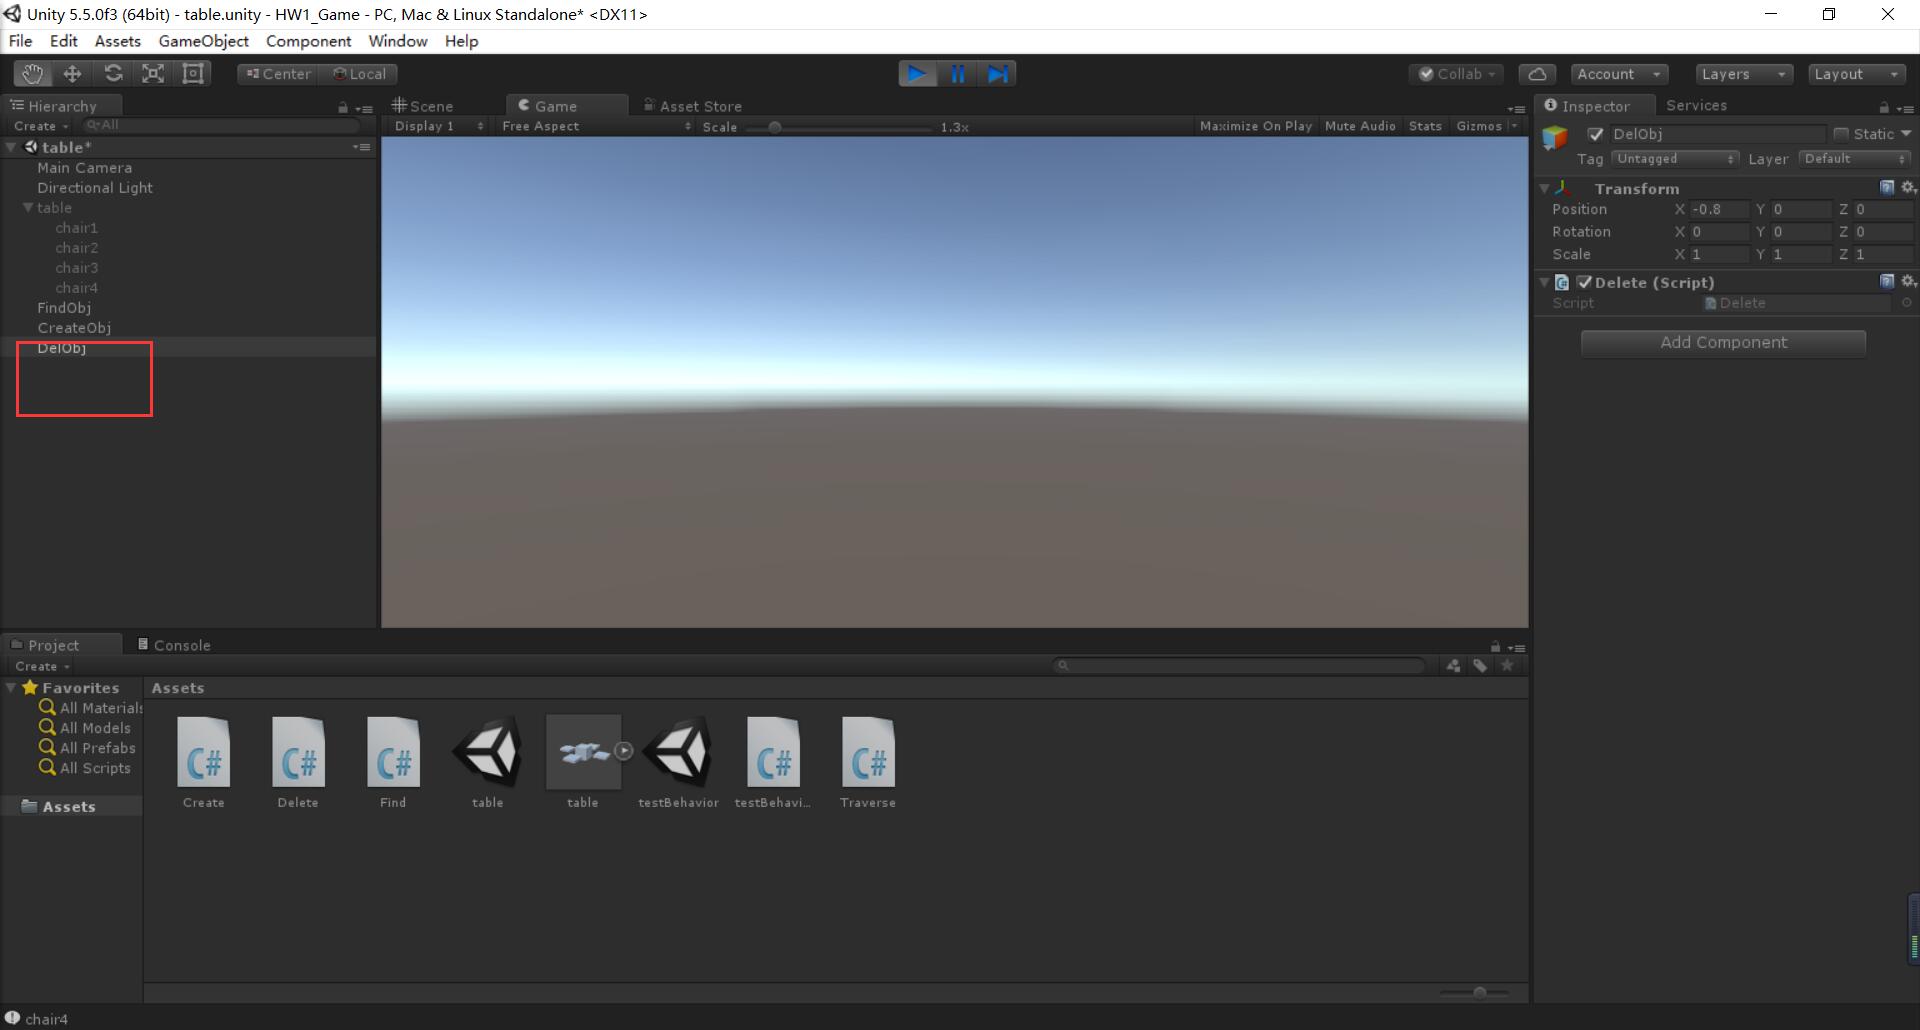 Unity 5.5.0f3 (64bit) - table.unity - HW1_Game - PC, Mac & Linux Standalone* <DX11>
File Edit Assets GameObject Component Window Help
Center Local Collab Account Layers Layout
Hierarchy
Create All
table*
Main Camera
Directional Light
table
chair1
chair2
chair3
chair4
FindObj
CreateObj
DelObj
Scene Game Asset Store
Display 1 Free Aspect Scale 1.3x Maximize On Play Mute Audio Stats Gizmos
Inspector Services
DelObj Static
Tag Untagged Layer Default
Transform
Position X -0.8 Y 0 Z 0
Rotation X 0 Y 0 Z 0
Scale X 1 Y 1 Z 1
Delete (Script)
Script Delete
Add Component
Project Console
Create
Favorites
All Materials
All Models
All Prefabs
All Scripts
Assets
Assets
C# C# C# C# C#
Create Delete Find table table testBehavior testBehavi... Traverse
chair4